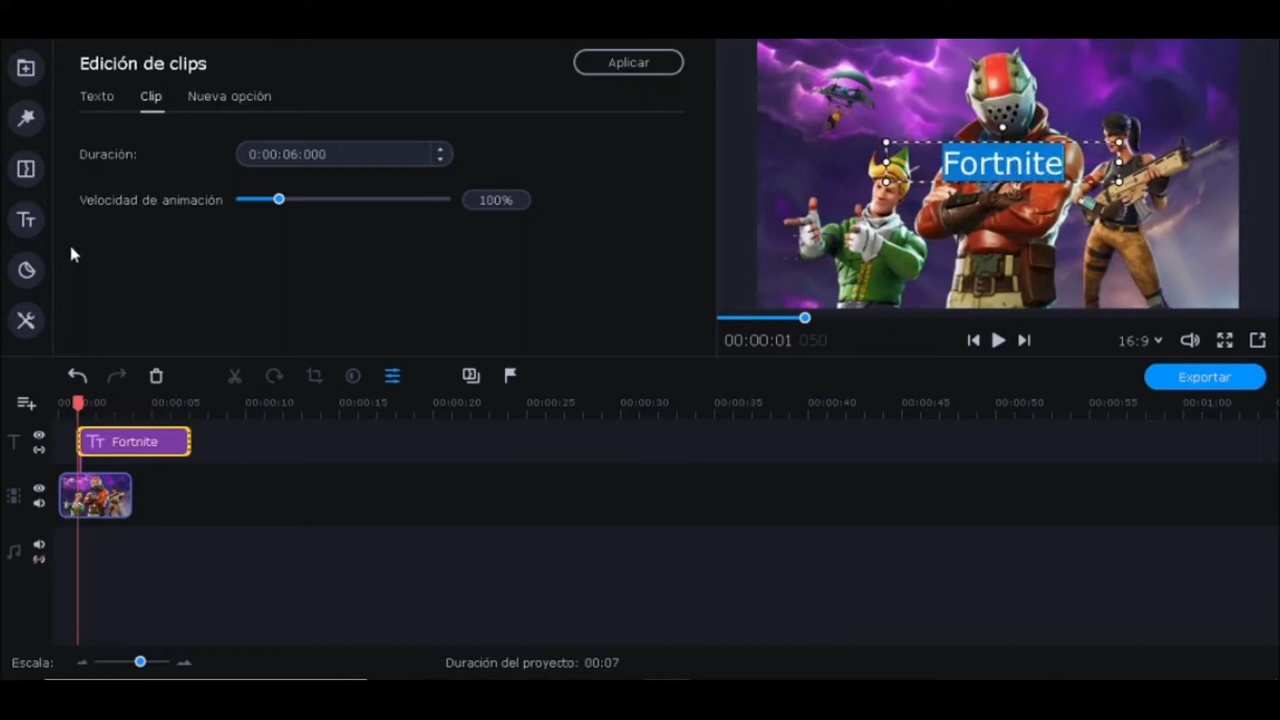 Edición de clips
Aplicar
Texto Clip Nueva opción
Duración: 0:00:06:000
Velocidad de animación 100%
Fortnite
00:00:01 050
16:9
Exportar
00:00:05 00:00:10 00:00:15 00:00:20 00:00:25 00:00:30 00:00:35 00:00:40 00:00:45 00:00:50 00:00:55 00:01:00
T Tт Fortnite
Escala:
Duración del proyecto: 00:07